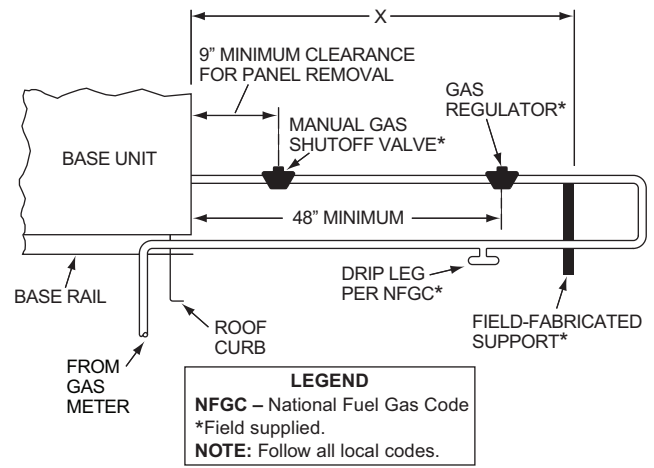 X
9” MINIMUM CLEARANCE
FOR PANEL REMOVAL
GAS
REGULATOR*
MANUAL GAS
SHUTOFF VALVE*
BASE UNIT
48” MINIMUM
BASE RAIL
DRIP LEG
PER NFGC*
ROOF
CURB
FIELD-FABRICATED
SUPPORT*
FROM
GAS
METER
LEGEND
NFGC – National Fuel Gas Code
*Field supplied.
NOTE: Follow all local codes.